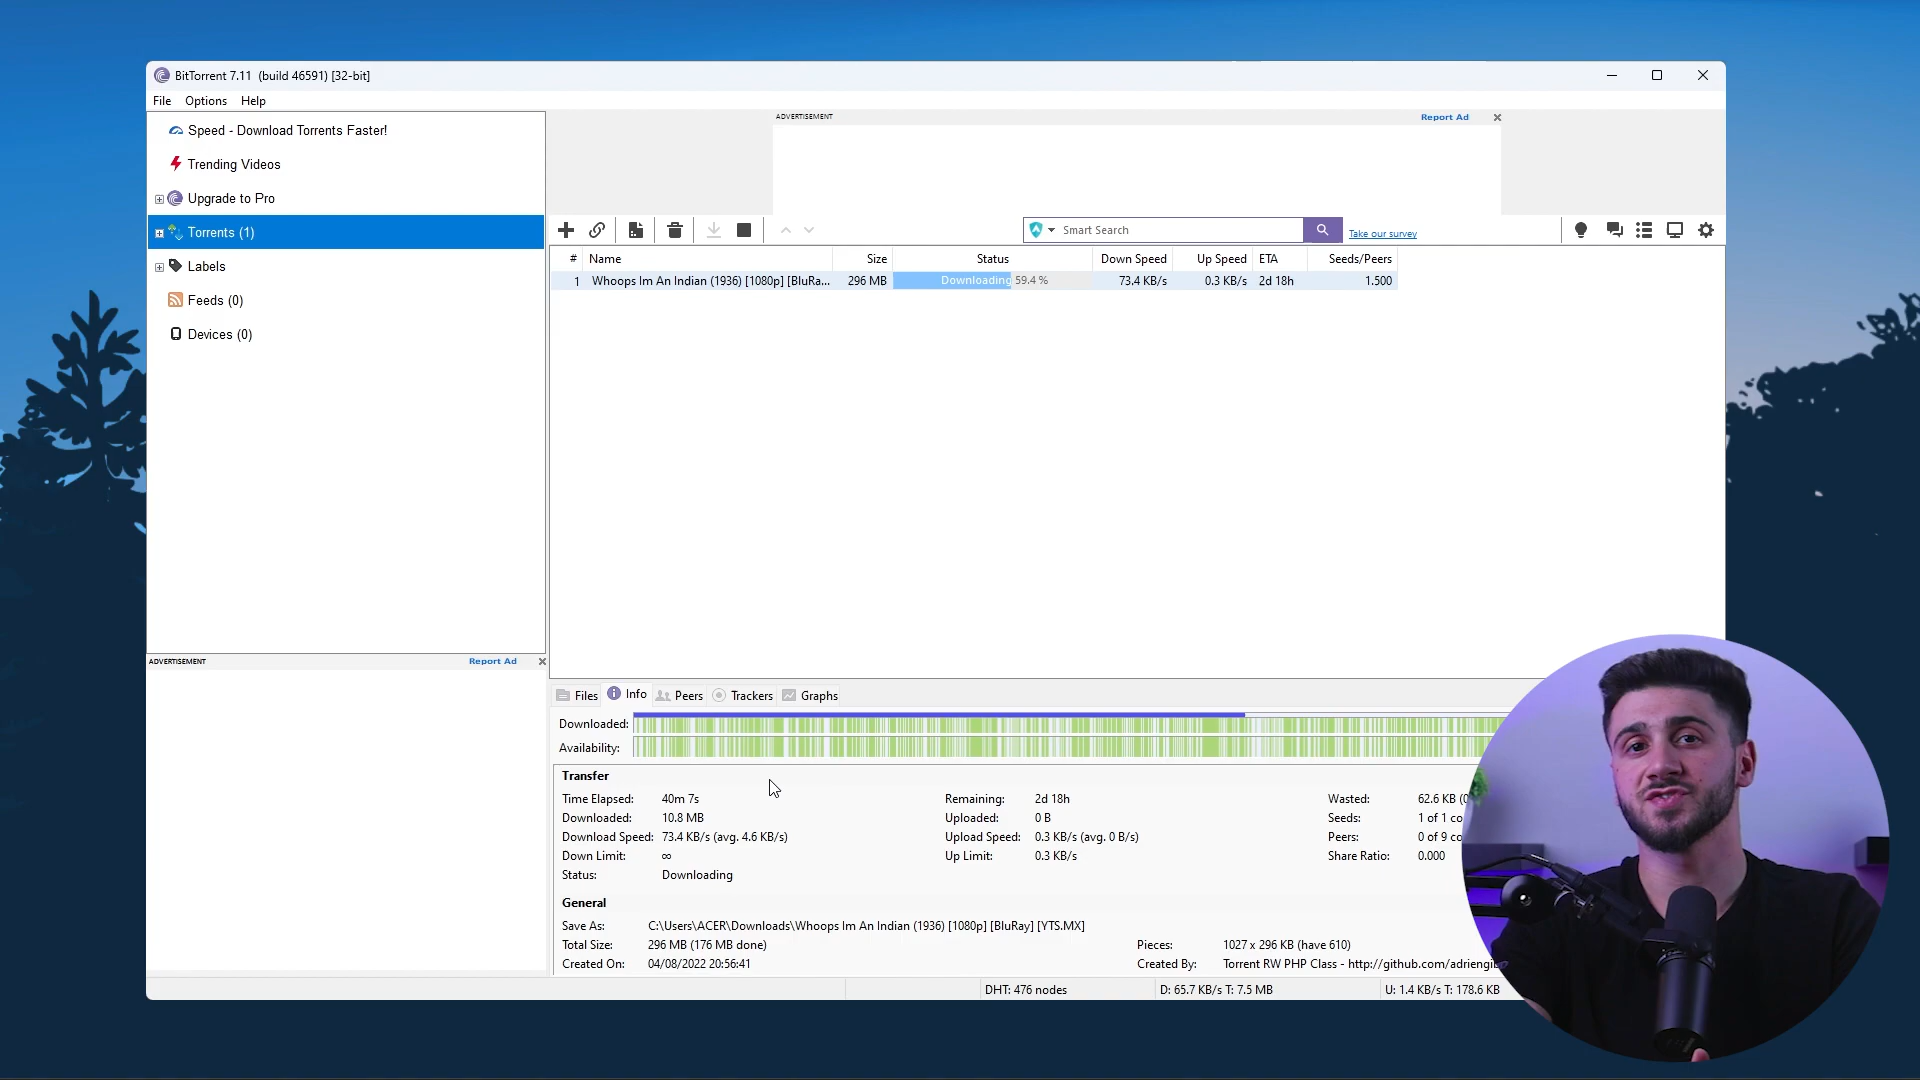 BitTorrent 7.11 (build 46591) [32-bit]
File Options Help
Speed - Download Torrents Faster!
Trending Videos
Upgrade to Pro
Torrents (1)
Labels
Feeds (0)
Devices (0)
ADVERTISEMENT Report Ad
ADVERTISEMENT Report Ad
Smart Search
Take our survey
# Name Size Status Down Speed Up Speed ETA Seeds/Peers
1 Whoops Im An Indian (1936) [1080p] [BluRa... 296 MB Downloading 59.4 % 73.4 KB/s 0.3 KB/s 2d 18h 1.500
Files Info Peers Trackers Graphs
Downloaded:
Availability:
Transfer
Time Elapsed: 40m 7s Remaining: 2d 18h Wasted: 62.6 KB (0
Downloaded: 10.8 MB Uploaded: 0 B Seeds: 1 of 1 co
Download Speed: 73.4 KB/s (avg. 4.6 KB/s) Upload Speed: 0.3 KB/s (avg. 0 B/s) Peers: 0 of 9 co
Down Limit: ∞ Up Limit: 0.3 KB/s Share Ratio: 0.000
Status: Downloading
General
Save As: C:\Users\ACER\Downloads\Whoops Im An Indian (1936) [1080p] [BluRay] [YTS.MX]
Total Size: 296 MB (176 MB done) Pieces: 1027 x 296 KB (have 610)
Created On: 04/08/2022 20:56:41 Created By: Torrent RW PHP Class - http://github.com/adriengib
DHT: 476 nodes D: 65.7 KB/s T: 7.5 MB U: 1.4 KB/s T: 178.6 KB